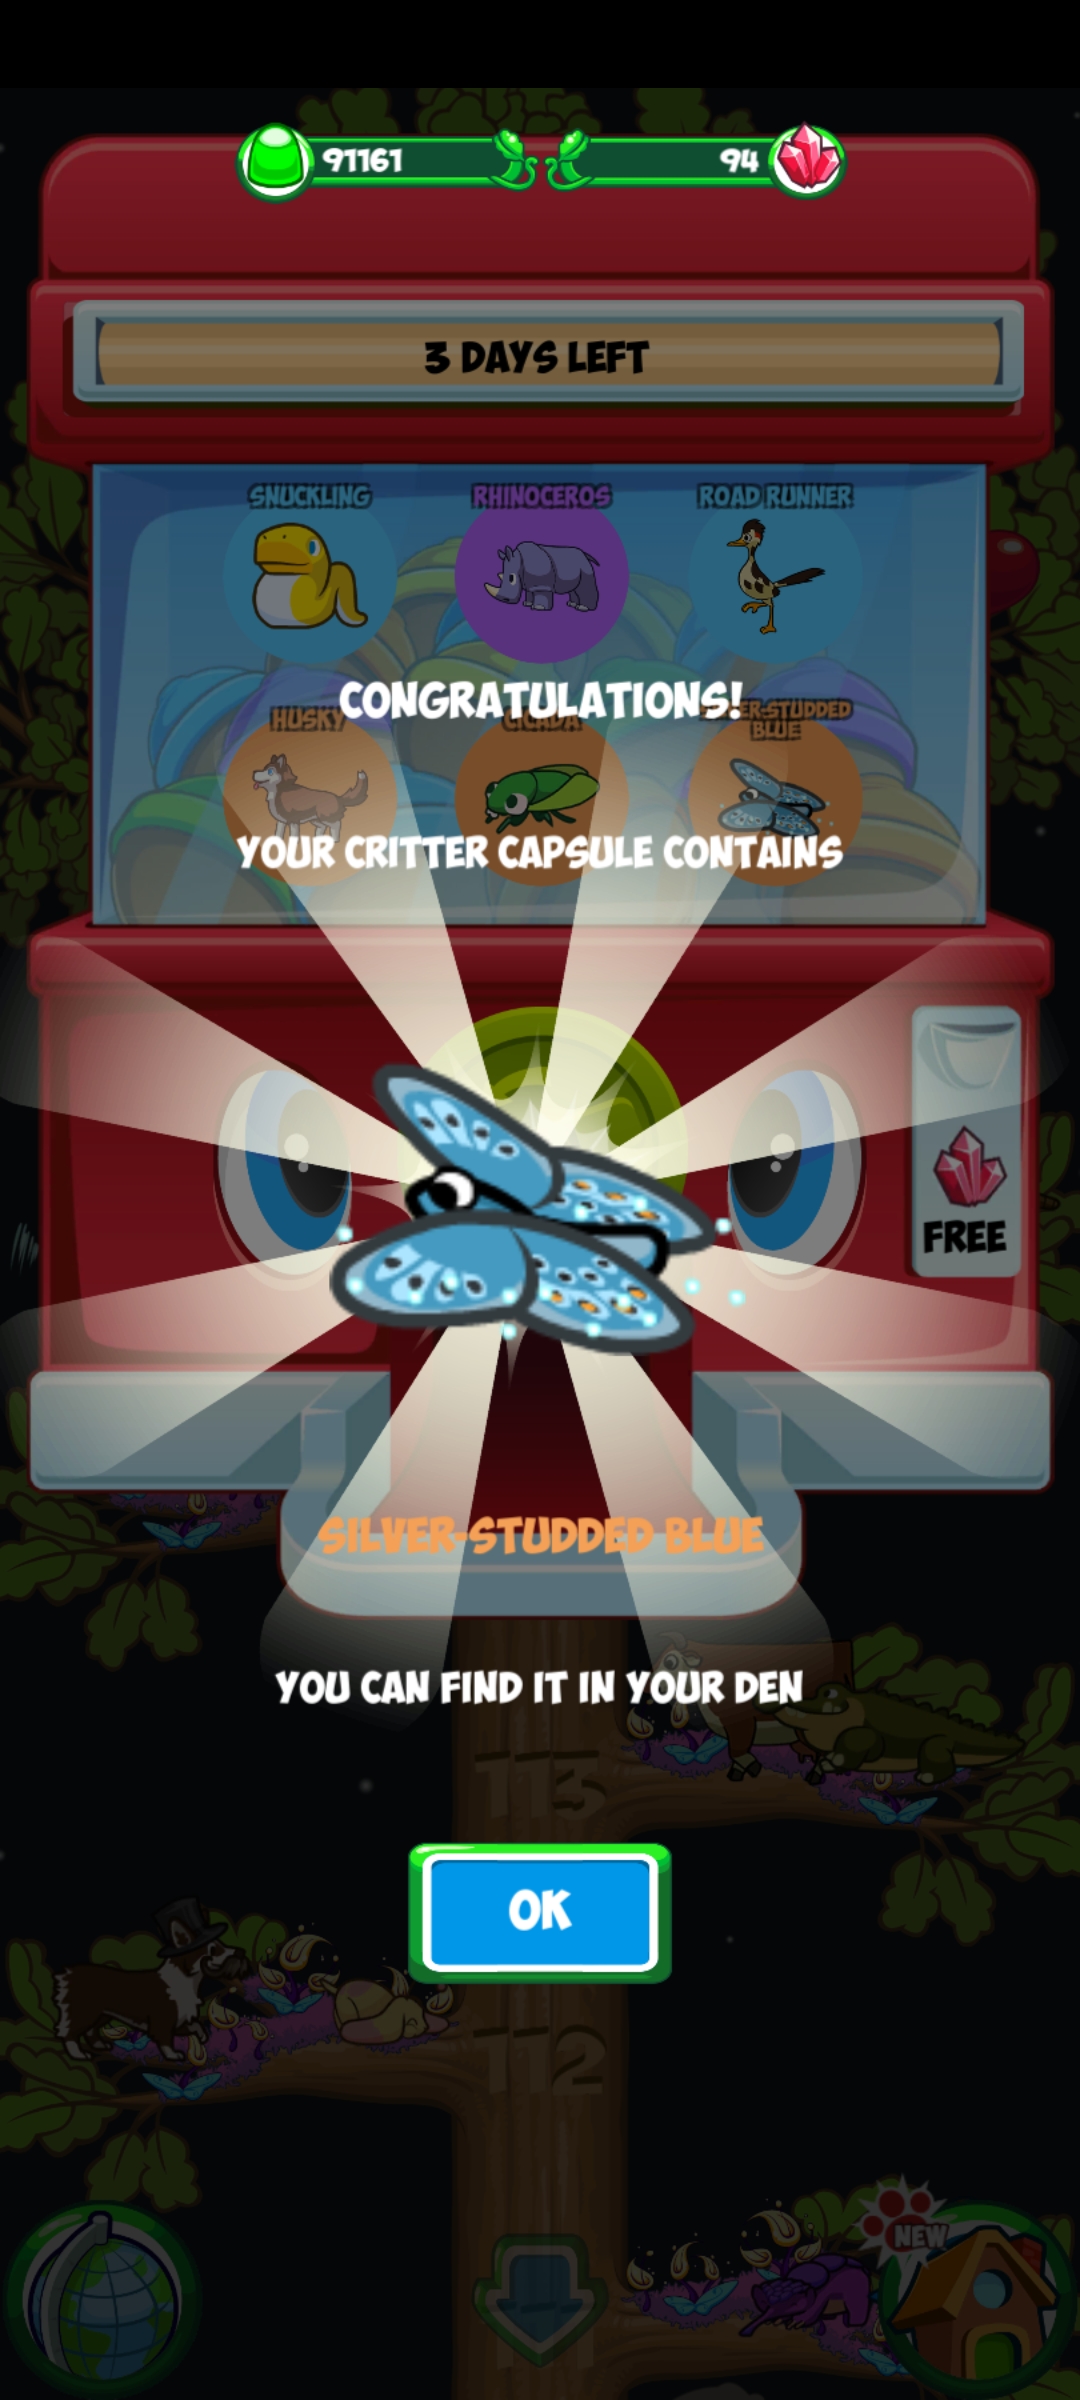 91161
94
3 DAYS LEFT
SNUCKLING
RHINOCEROS
ROAD RUNNER
CONGRATULATIONS!
HUSKY
CICADA
ER-STUDDED
BLUE
YOUR CRITTER CAPSULE CONTAINS
FREE
SILVER-STUDDED BLUE
YOU CAN FIND IT IN YOUR DEN
113
OK
112
NEW